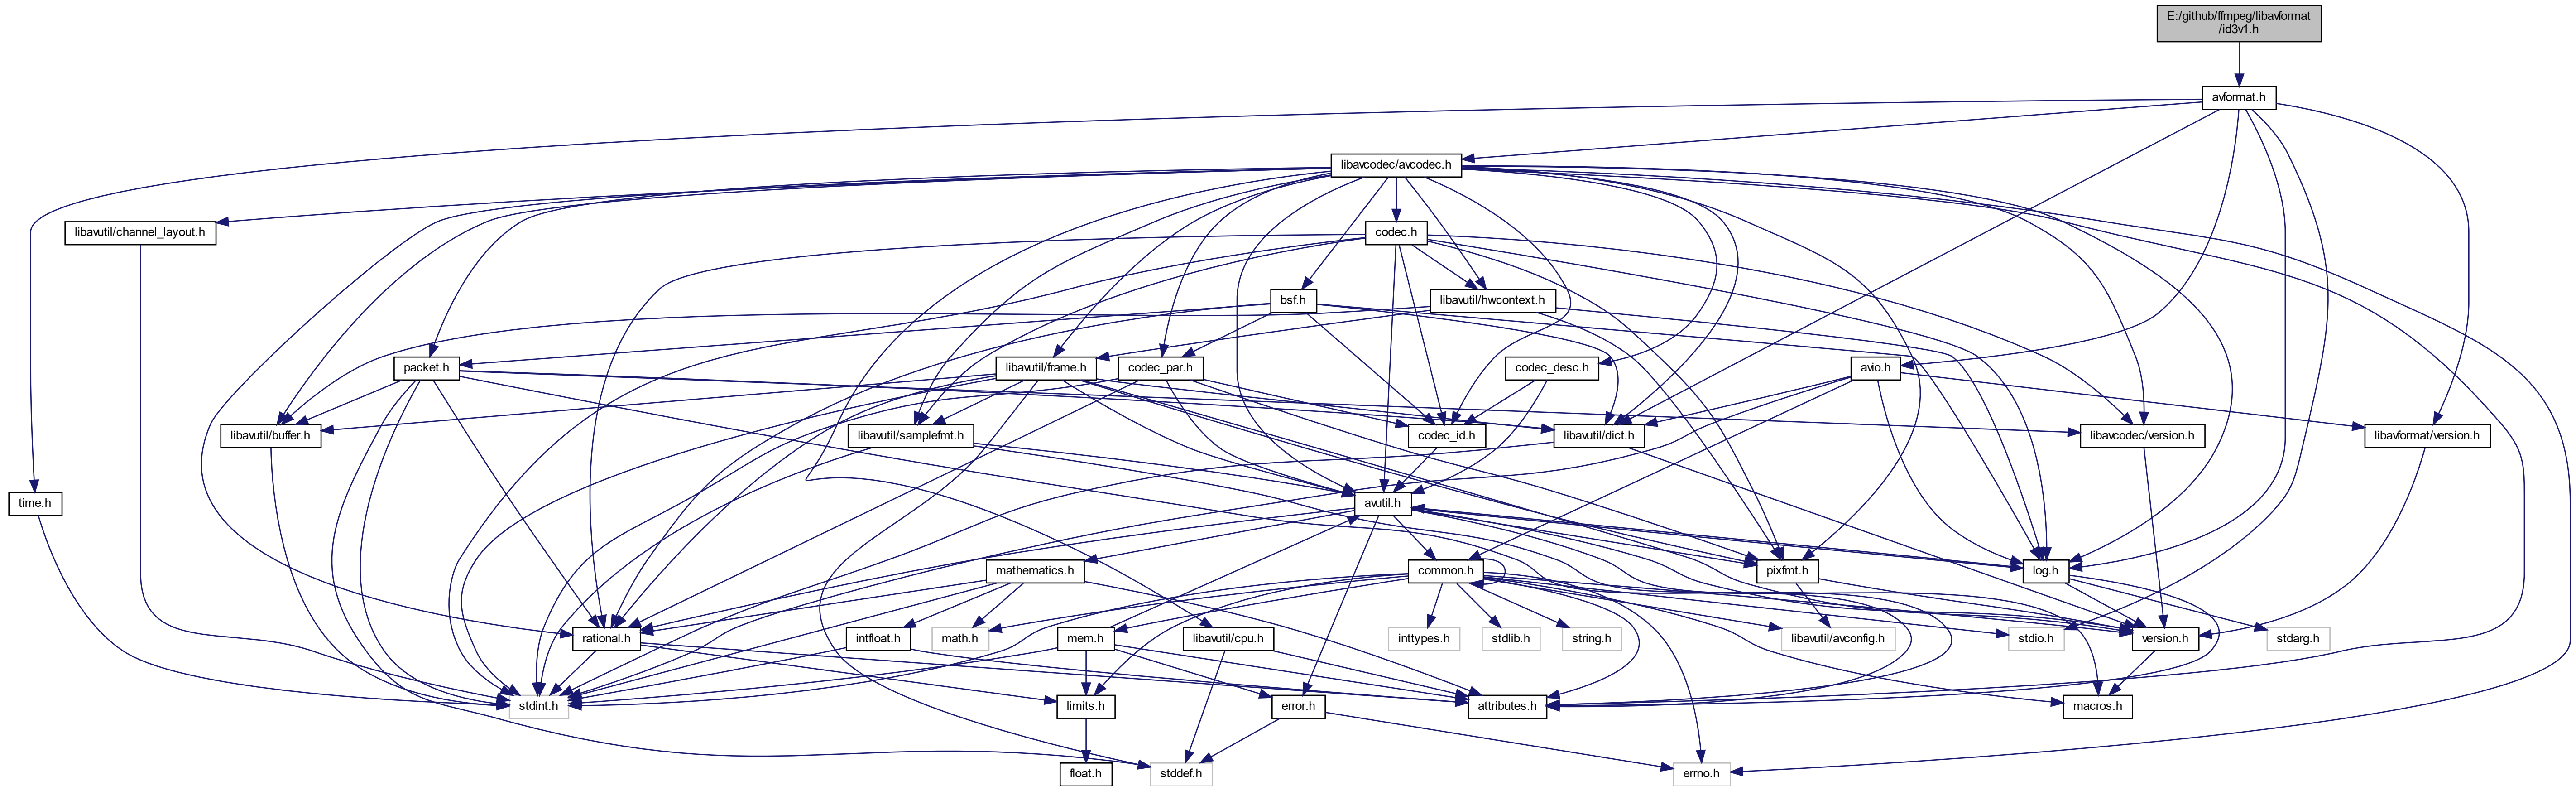 E:/github/ffmpeg/libavformat
/id3v1.h
avformat.h
libavcodec/avcodec.h
libavutil/channel_layout.h
codec.h
bsf.h
libavutil/hwcontext.h
packet.h
libavutil/frame.h
codec_par.h
codec_desc.h
avio.h
libavutil/buffer.h
libavutil/samplefmt.h
codec_id.h
libavutil/dict.h
libavcodec/version.h
libavformat/version.h
time.h
avutil.h
mathematics.h
common.h
pixfmt.h
log.h
rational.h
intfloat.h
math.h
mem.h
libavutil/cpu.h
inttypes.h
stdlib.h
string.h
libavutil/avconfig.h
stdio.h
version.h
stdarg.h
stdint.h
limits.h
error.h
attributes.h
macros.h
float.h
stddef.h
errno.h